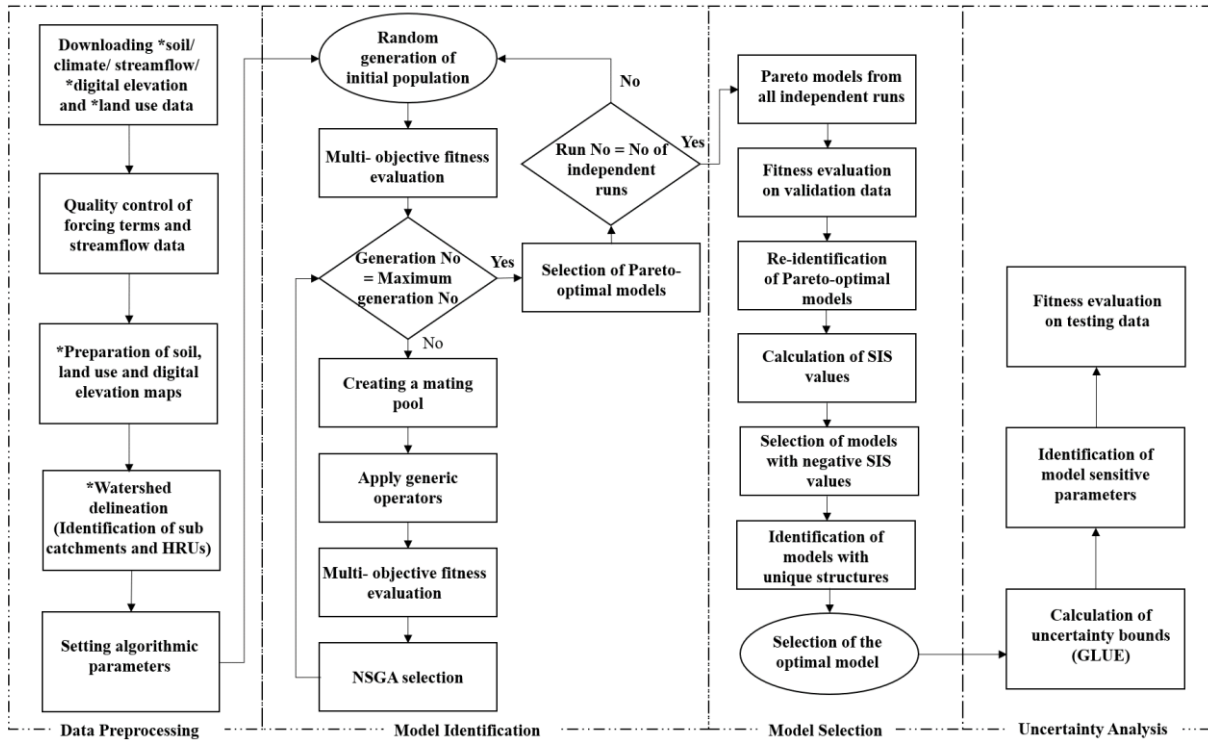 Downloading *soil/
climate/ streamflow/
*digital elevation
and *land use data
Quality control of
forcing terms and
streamflow data
*Preparation of soil,
land use and digital
elevation maps
*Watershed
delineation
(Identification of sub
catchments and HRUs)
Setting algorithmic
parameters
Data Preprocessing
Random
generation of
initial population
Multi- objective fitness
evaluation
Generation No
= Maximum
generation No
Yes
No
Creating a mating
pool
Apply generic
operators
Multi- objective fitness
evaluation
NSGA selection
Selection of Pareto-
optimal models
Run No = No of
independent
runs
No
Yes
Model Identification
Pareto models from
all independent runs
Fitness evaluation
on validation data
Re-identification
of Pareto-optimal
models
Calculation of SIS
values
Selection of models
with negative SIS
values
Identification of
models with
unique structures
Selection of the
optimal model
Model Selection
Fitness evaluation
on testing data
Identification of
model sensitive
parameters
Calculation of
uncertainty bounds
(GLUE)
Uncertainty Analysis